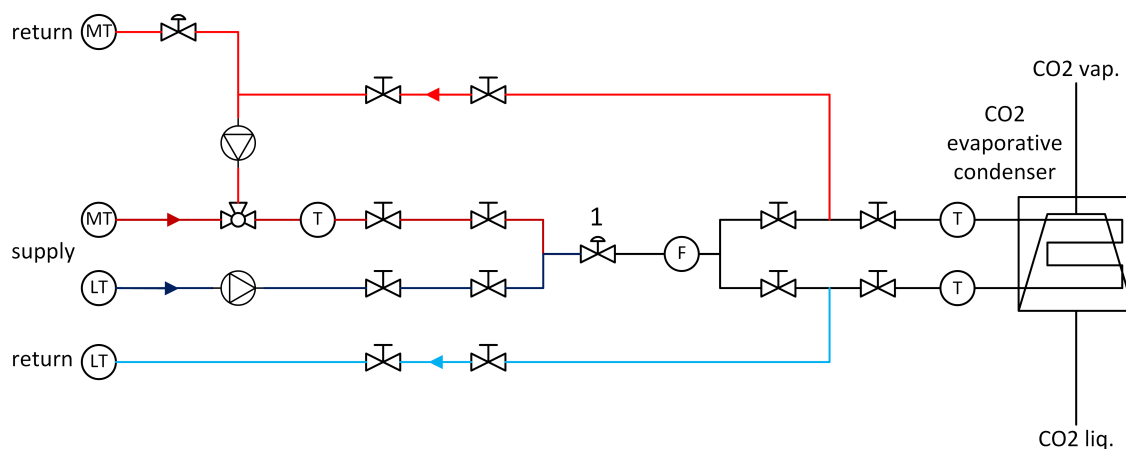 return MT
CO2 vap.
CO2
evaporative
condenser
MT T 1 T
supply F
LT T
return LT
CO2 liq.